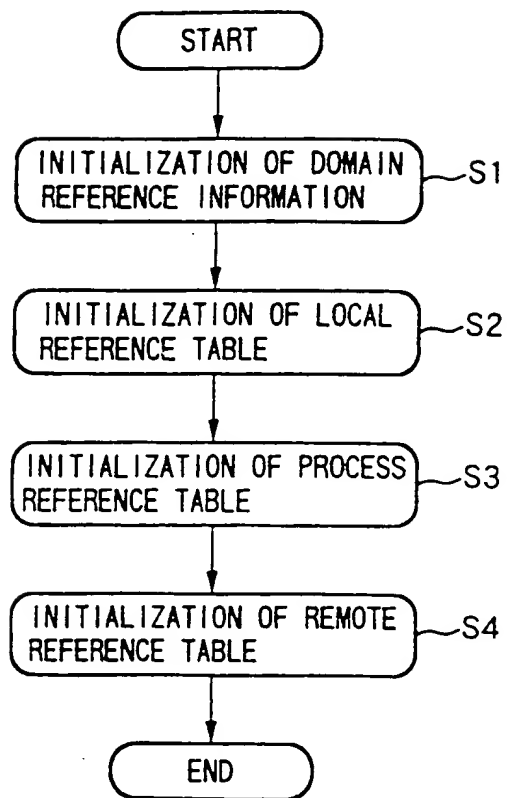 START
INITIALIZATION OF DOMAIN
REFERENCE INFORMATION
S1
INITIALIZATION OF LOCAL
REFERENCE TABLE
S2
INITIALIZATION OF PROCESS
REFERENCE TABLE
S3
INITIALIZATION OF REMOTE
REFERENCE TABLE
S4
END